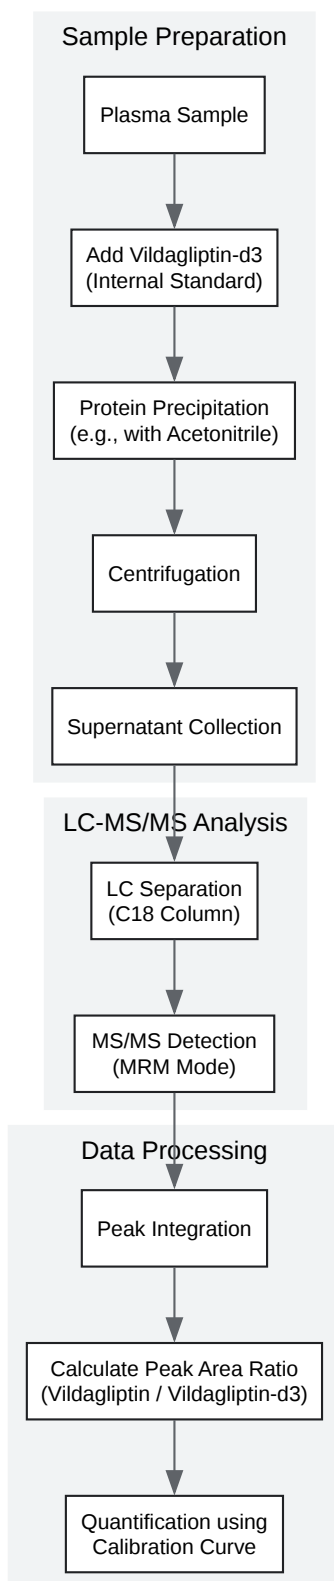 Sample Preparation
Plasma Sample
Add Vildagliptin-d3
(Internal Standard)
Protein Precipitation
(e.g., with Acetonitrile)
Centrifugation
Supernatant Collection
LC-MS/MS Analysis
LC Separation
(C18 Column)
MS/MS Detection
(MRM Mode)
Data Processing
Peak Integration
Calculate Peak Area Ratio
(Vildagliptin / Vildagliptin-d3)
Quantification using
Calibration Curve